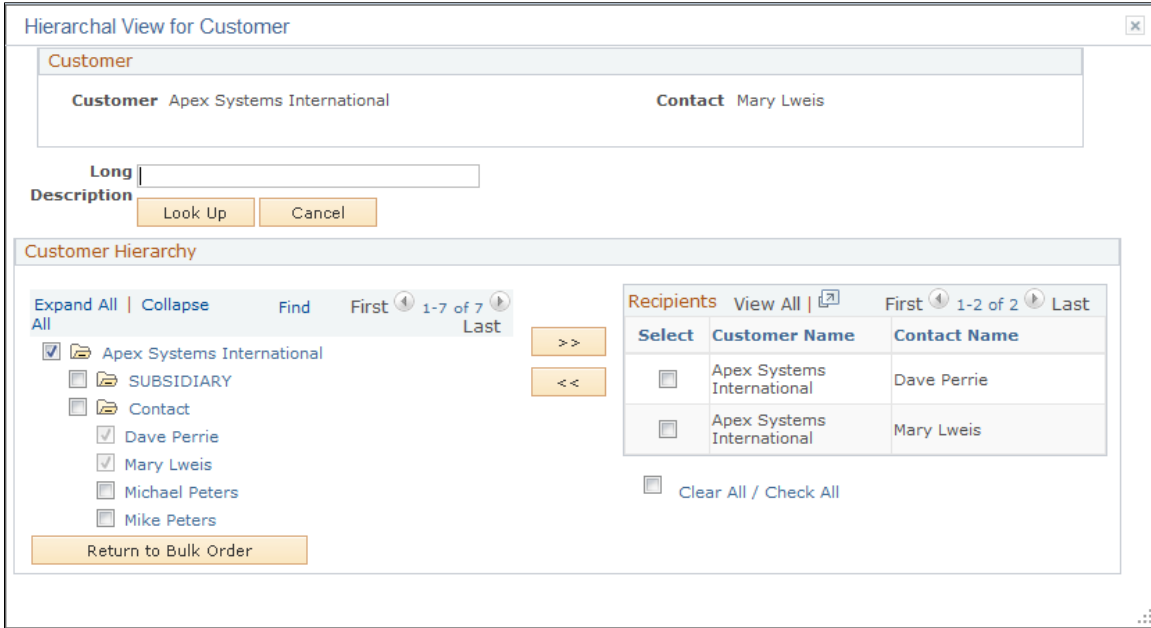 Hierarchal View for Customer
Customer
Customer Apex Systems International Contact Mary Lweis
Long Description
Look Up Cancel
Customer Hierarchy
Expand All | Collapse All Find First 1-7 of 7 Last
Apex Systems International
SUBSIDIARY
Contact
Dave Perrie
Mary Lweis
Michael Peters
Mike Peters
Return to Bulk Order
>>
<<
Recipients View All | First 1-2 of 2 Last
Select Customer Name Contact Name
Apex Systems International Dave Perrie
Apex Systems International Mary Lweis
Clear All / Check All